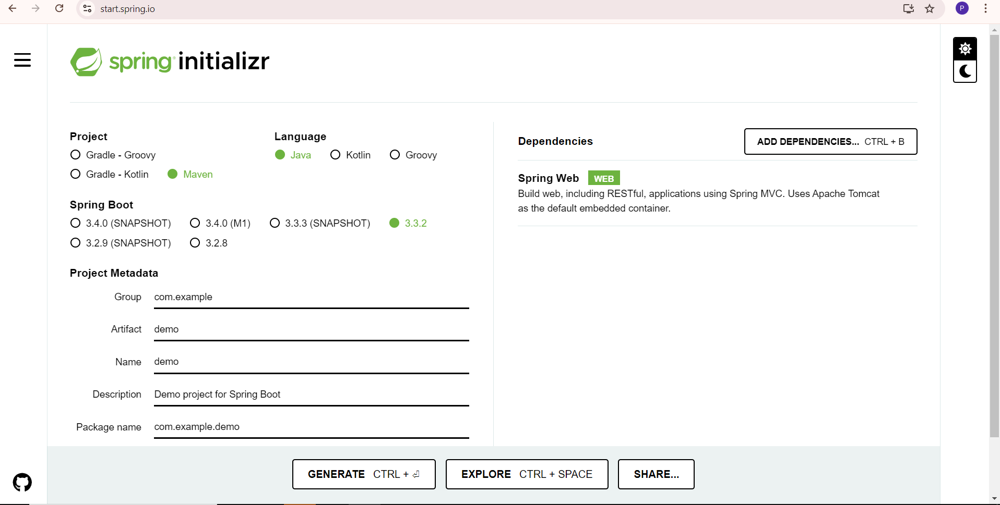 start.spring.io
P
spring initializr
Project
Gradle - Groovy
Gradle - Kotlin
Maven
Language
Java
Kotlin
Groovy
Spring Boot
3.4.0 (SNAPSHOT)
3.4.0 (M1)
3.3.3 (SNAPSHOT)
3.3.2
3.2.9 (SNAPSHOT)
3.2.8
Project Metadata
Group com.example
Artifact demo
Name demo
Description Demo project for Spring Boot
Package name com.example.demo
Dependencies
ADD DEPENDENCIES... CTRL + B
Spring Web WEB
Build web, including RESTful, applications using Spring MVC. Uses Apache Tomcat
as the default embedded container.
GENERATE CTRL + ⏎
EXPLORE CTRL + SPACE
SHARE...